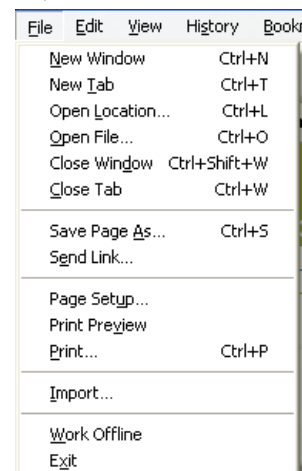 File Edit View History Book
New Window Ctrl+N
New Tab Ctrl+T
Open Location... Ctrl+L
Open File... Ctrl+O
Close Window Ctrl+Shift+W
Close Tab Ctrl+W
Save Page As... Ctrl+S
Send Link...
Page Setup...
Print Preview
Print... Ctrl+P
Import...
Work Offline
Exit